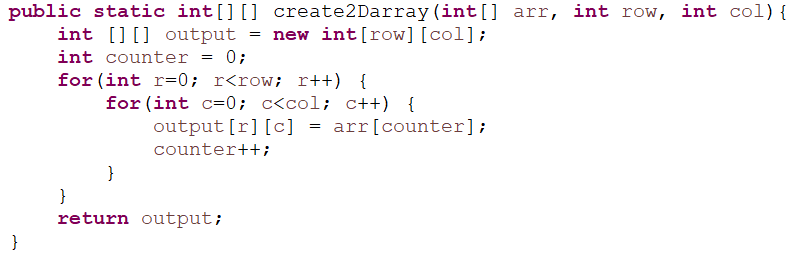 public static int[][] create2Darray(int[] arr, int row, int col){
    int [][] output = new int[row][col];
    int counter = 0;
    for(int r=0; r<row; r++) {
        for(int c=0; c<col; c++) {
            output[r][c] = arr[counter];
            counter++;
        }
    }
    return output;
}